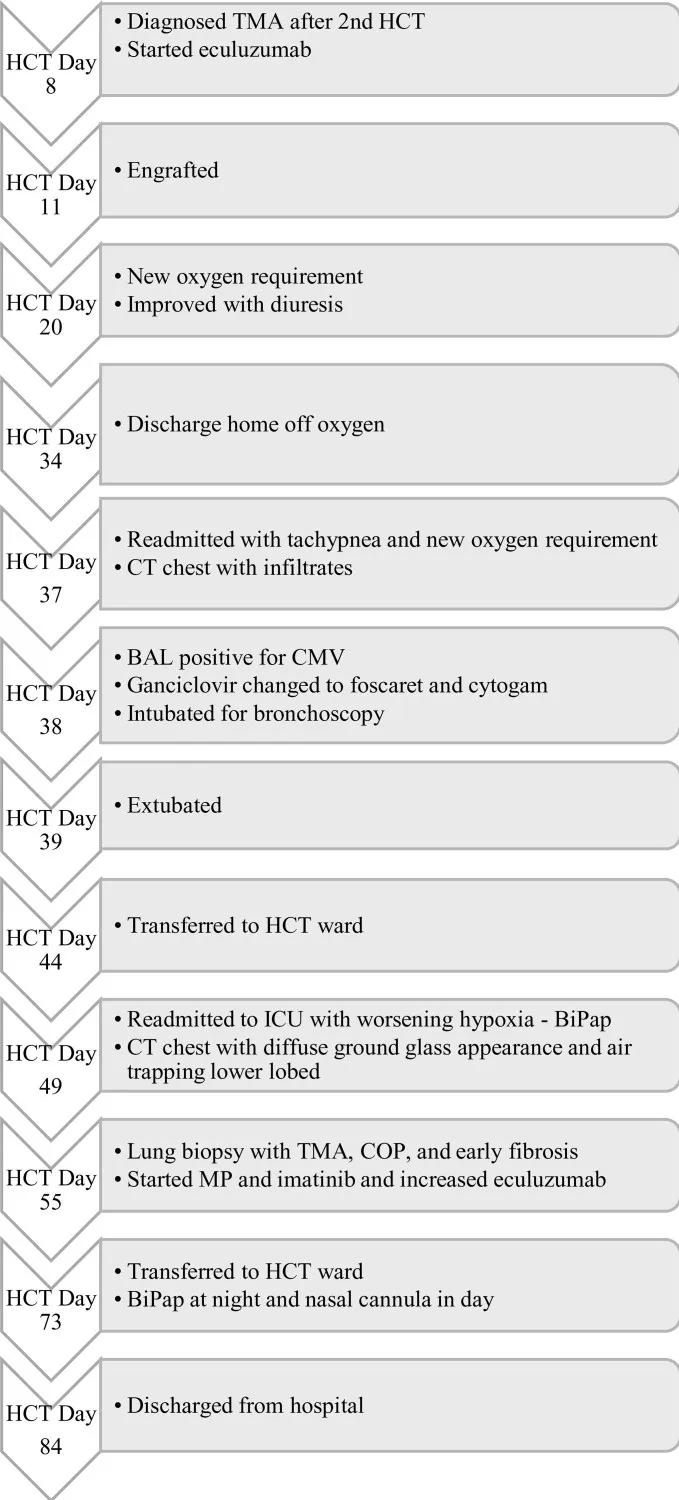 HCT Day
8
• Diagnosed TMA after 2nd HCT
• Started eculuzumab
HCT Day
11
• Engrafted
HCT Day
20
• New oxygen requirement
• Improved with diuresis
HCT Day
34
• Discharge home off oxygen
HCT Day
37
• Readmitted with tachypnea and new oxygen requirement
• CT chest with infiltrates
HCT Day
38
• BAL positive for CMV
• Ganciclovir changed to foscaret and cytogam
• Intubated for bronchoscopy
HCT Day
39
• Extubated
HCT Day
44
• Transferred to HCT ward
HCT Day
49
• Readmitted to ICU with worsening hypoxia - BiPap
• CT chest with diffuse ground glass appearance and air
trapping lower lobed
HCT Day
55
• Lung biopsy with TMA, COP, and early fibrosis
• Started MP and imatinib and increased eculuzumab
HCT Day
73
• Transferred to HCT ward
• BiPap at night and nasal cannula in day
HCT Day
84
• Discharged from hospital